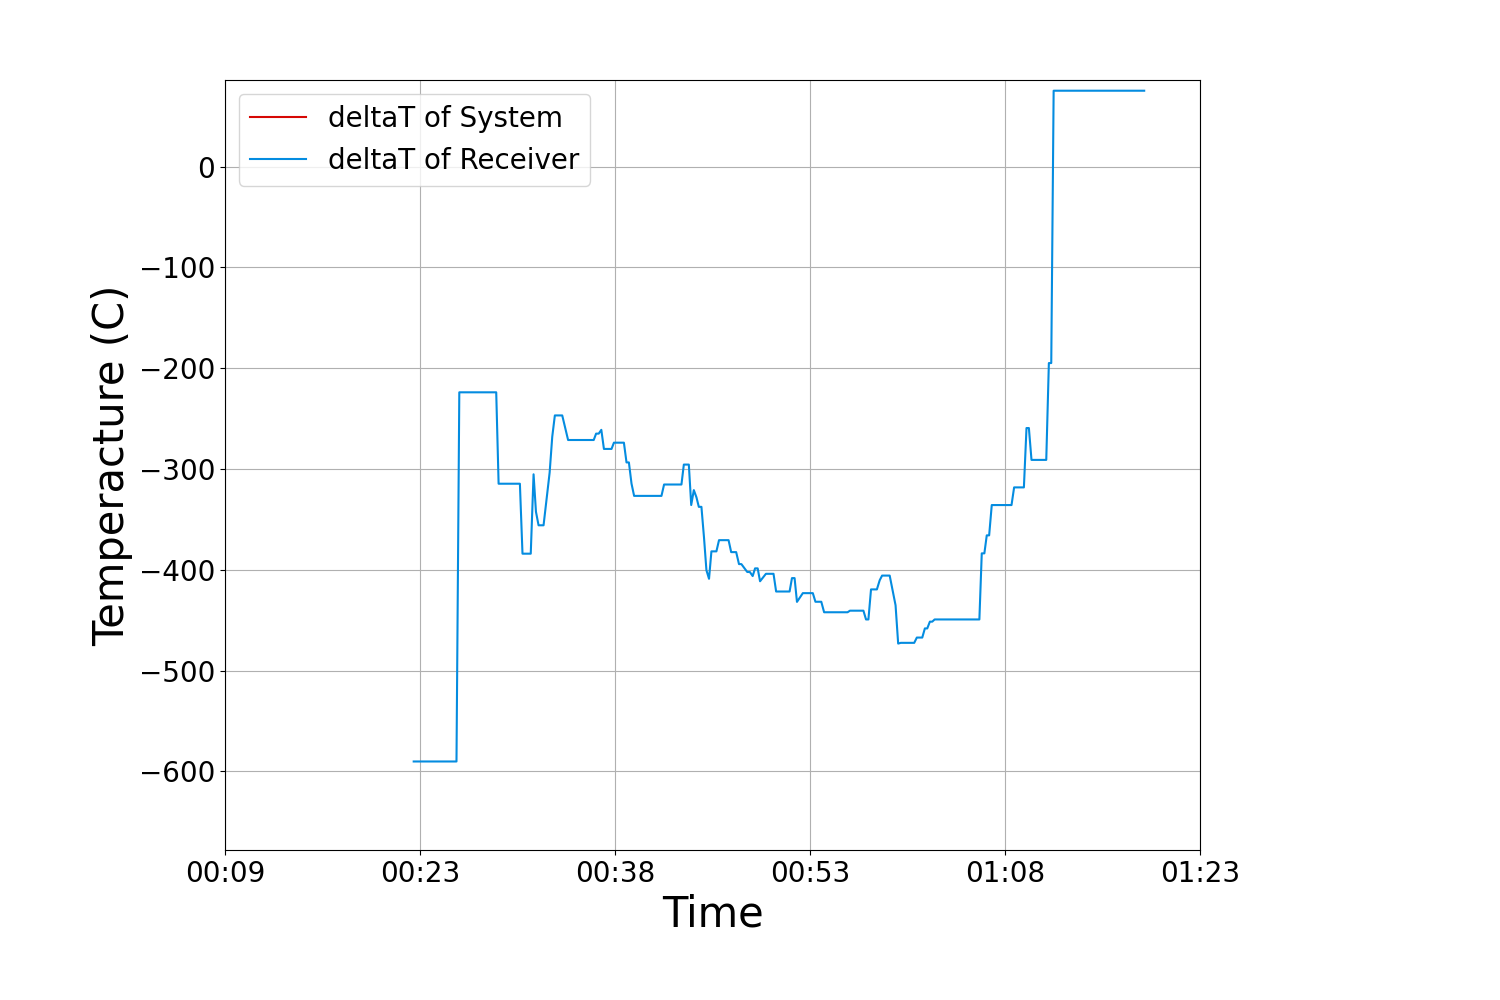 deltaT of System
deltaT of Receiver
0
−100
−200
−300
−400
−500
−600
Temperacture (C)
00:09 00:23 00:38 00:53 01:08 01:23
Time